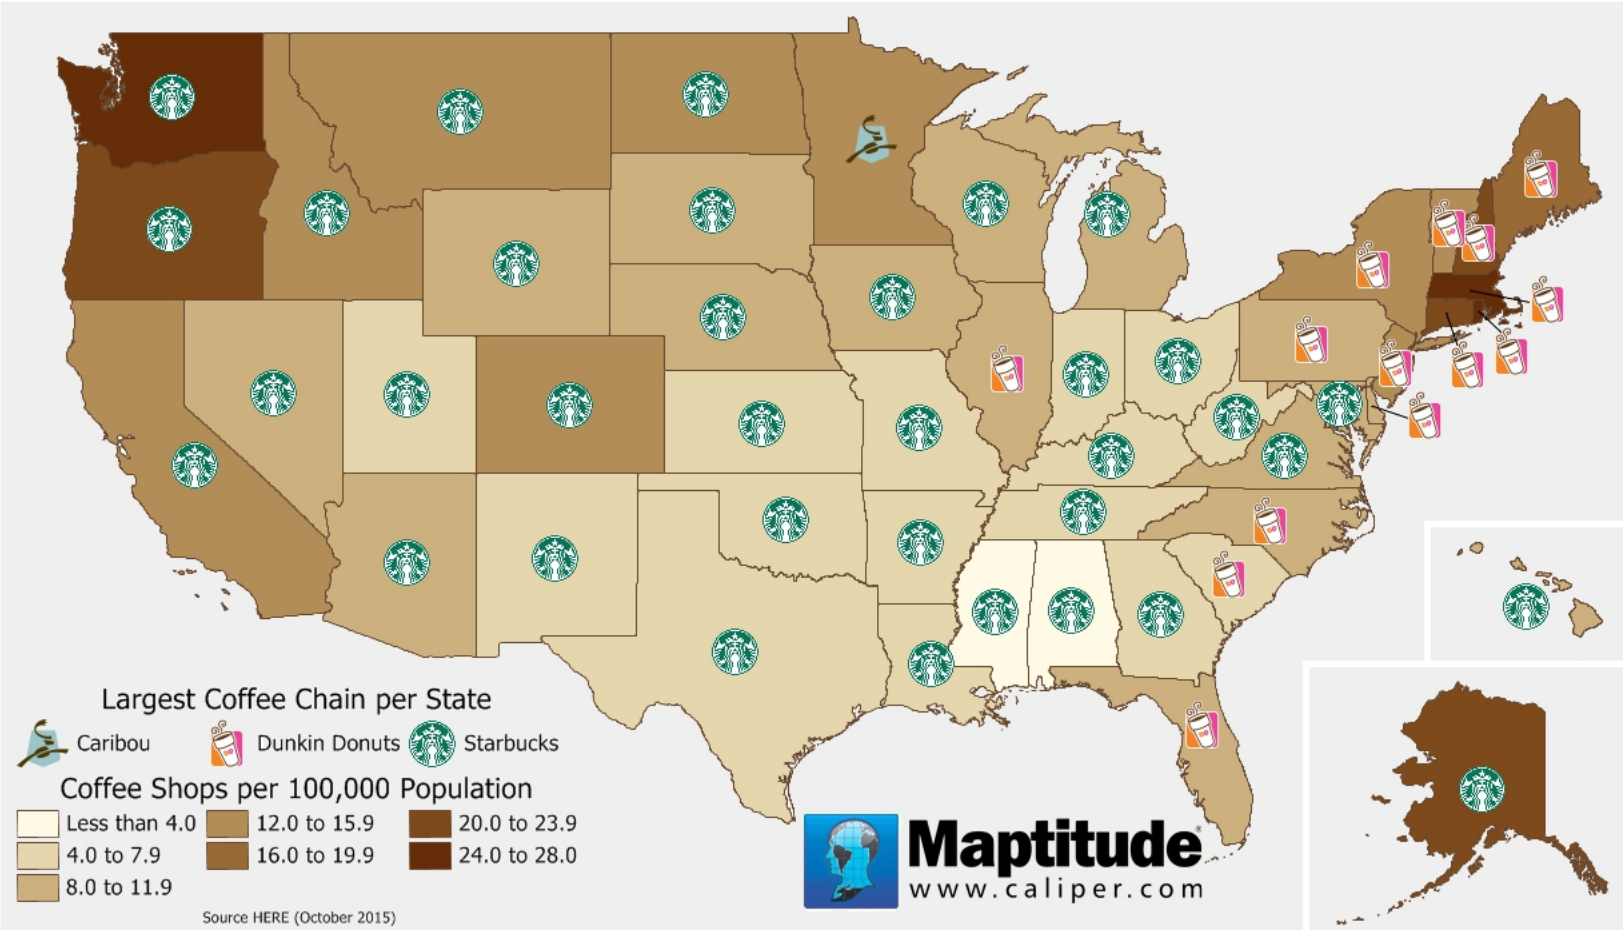 Largest Coffee Chain per State
Caribou
Dunkin Donuts
Starbucks
Coffee Shops per 100,000 Population
Less than 4.0
12.0 to 15.9
20.0 to 23.9
4.0 to 7.9
16.0 to 19.9
24.0 to 28.0
8.0 to 11.9
Source HERE (October 2015)
Maptitude
www.caliper.com